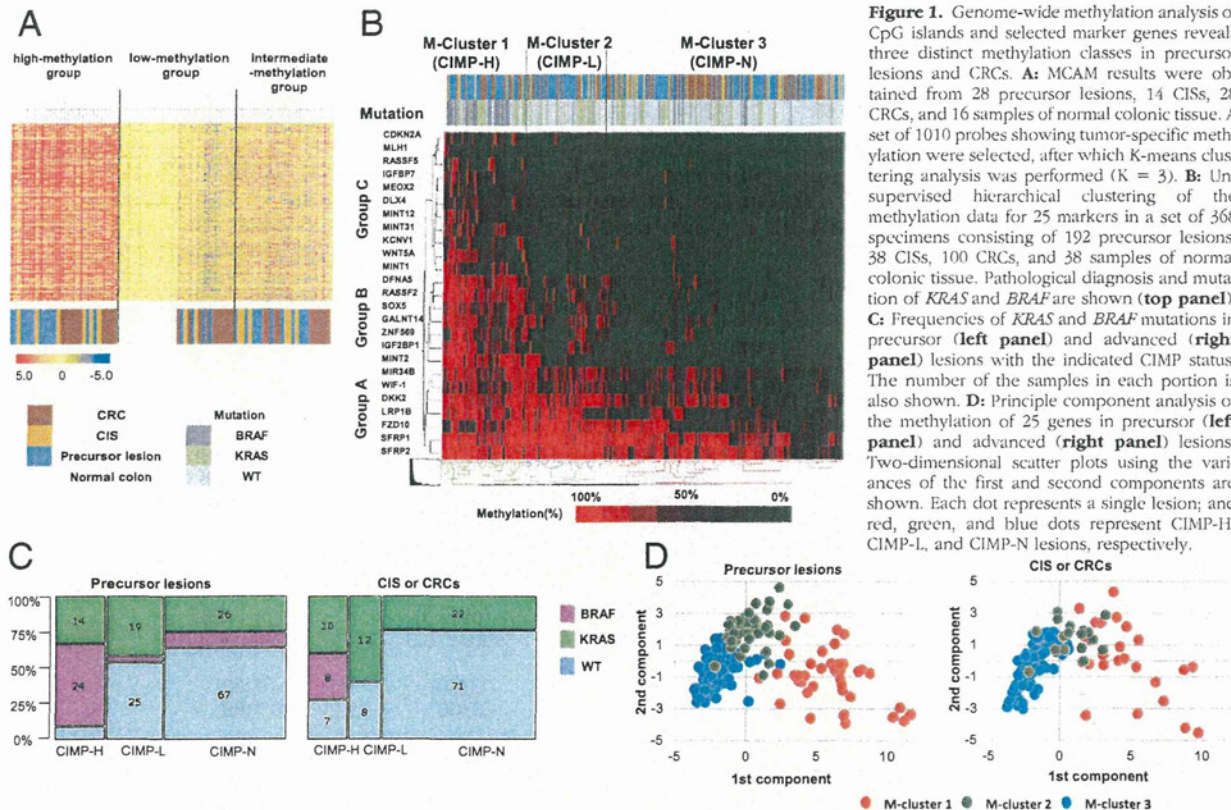 A
high-methylation group
low-methylation group
Intermediate -methylation group
5.0 0 -5.0
CRC
CIS
Precursor lesion
Normal colon
Mutation
BRAF
KRAS
WT
B
M-Cluster 1 (CIMP-H)
M-Cluster 2 (CIMP-L)
M-Cluster 3 (CIMP-N)
Mutation
Group C
CDKN2A
MLH1
RASSF5
IGFBP7
MEOX2
DLX4
MINT12
MINT31
KCNV1
WNT5A
MINT1
Group B
DFNA5
RASSF2
SOX5
GALNT14
ZNF569
IGF2BP1
MINT2
Group A
MIR34B
WIF-1
DKK2
LRP1B
FZD10
SFRP1
SFRP2
100% 50% 0%
Methylation(%)
Figure 1. Genome-wide methylation analysis o
CpG islands and selected marker genes reveal
three distinct methylation classes in precurso
lesions and CRCs. A: MCAM results were ob
tained from 28 precursor lesions, 14 CISs, 28
CRCs, and 16 samples of normal colonic tissue. A
set of 1010 probes showing tumor-specific meth
ylation were selected, after which K-means clus
tering analysis was performed (K = 3). B: Un
supervised hierarchical clustering of the
methylation data for 25 markers in a set of 36
specimens consisting of 192 precursor lesions
38 CISs, 100 CRCs, and 38 samples of norma
colonic tissue. Pathological diagnosis and muta
tion of KRAS and BRAF are shown (top panel)
C: Frequencies of KRAS and BRAF mutations in
precursor (left panel) and advanced (righ
panel) lesions with the indicated CIMP status
The number of the samples in each portion i
also shown. D: Principle component analysis o
the methylation of 25 genes in precursor (lef
panel) and advanced (right panel) lesions
Two-dimensional scatter plots using the vari
ances of the first and second components are
shown. Each dot represents a single lesion; and
red, green, and blue dots represent CIMP-H
CIMP-L, and CIMP-N lesions, respectively.
C
Precursor lesions
100%
75%
50%
25%
0%
14 19 26
24 25 67
CIMP-H CIMP-L CIMP-N
CIS or CRCs
10 12 22
8
7 8 71
CIMP-H CIMP-L CIMP-N
BRAF
KRAS
WT
D
Precursor lesions
2nd component
5
3
1
-1
-3
-5
-5 0 5 10
1st component
CIS or CRCs
2nd component
5
3
1
-1
-3
-5
-5 0 5 10
1st component
M-cluster 1 M-cluster 2 M-cluster 3